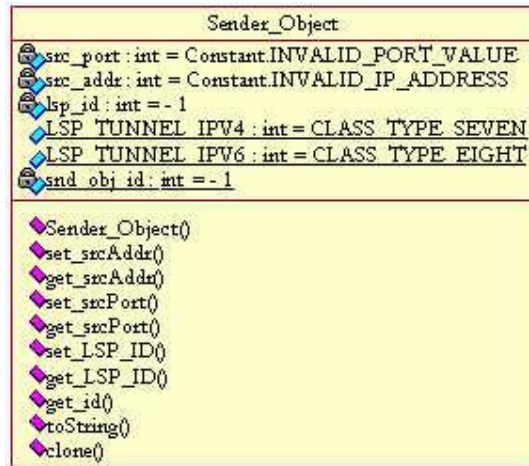 Sender_Object
src_port : int = Constant.INVALID_PORT_VALUE
src_addr : int = Constant.INVALID_IP_ADDRESS
lsp_id : int = - 1
LSP_TUNNEL_IPV4 : int = CLASS_TYPE_SEVEN
LSP_TUNNEL_IPV6 : int = CLASS_TYPE_EIGHT
snd_obj_id : int = - 1
Sender_Object()
set_srcAddr()
get_srcAddr()
set_srcPort()
get_srcPort()
set_LSP_ID()
get_LSP_ID()
get_id()
toString()
clone()